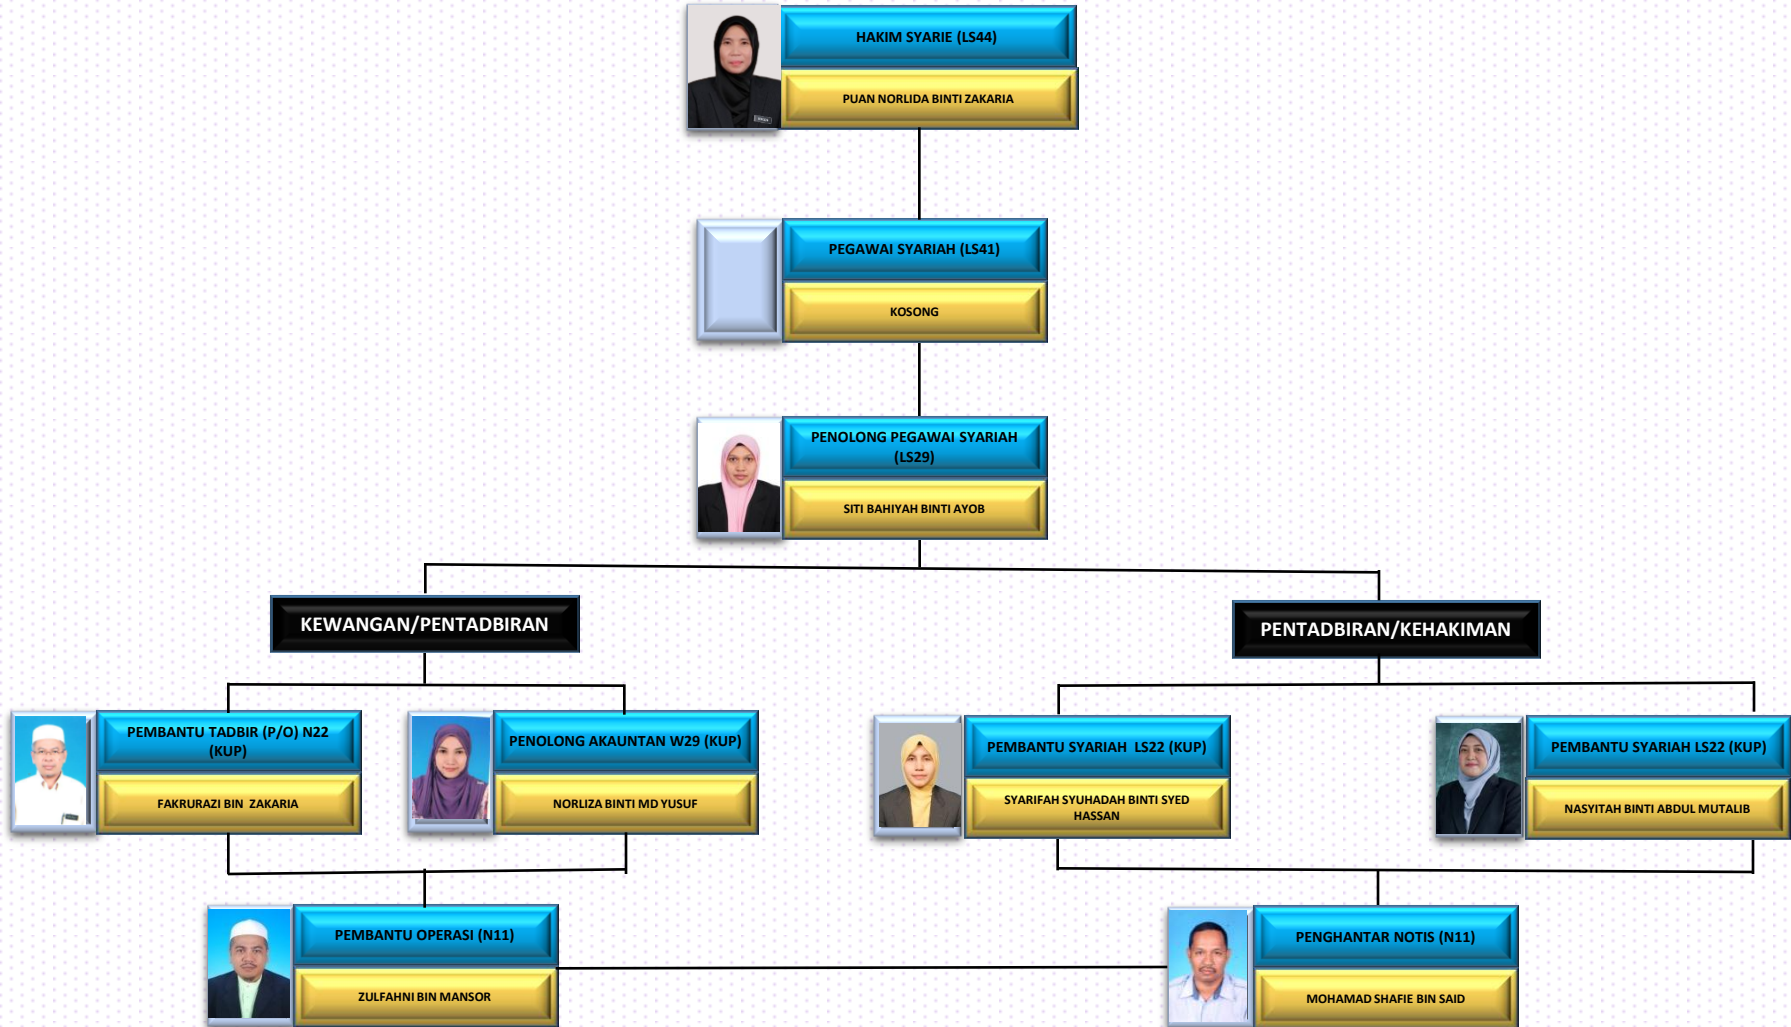 HAKIM SYARIE (LS44)
PUAN NORLIDA BINTI ZAKARIA
PEGAWAI SYARIAH (LS41)
KOSONG
PENOLONG PEGAWAI SYARIAH
(LS29)
SITI BAHIYAH BINTI AYOB
KEWANGAN/PENTADBIRAN
PENTADBIRAN/KEHAKIMAN
PEMBANTU TADBIR (P/O) N22
(KUP)
FAKRURAZI BIN ZAKARIA
PENOLONG AKAUNTAN W29 (KUP)
NORLIZA BINTI MD YUSUF
PEMBANTU SYARIAH LS22 (KUP)
SYARIFAH SYUHADAH BINTI SYED
HASSAN
PEMBANTU SYARIAH LS22 (KUP)
NASYITAH BINTI ABDUL MUTALIB
PEMBANTU OPERASI (N11)
ZULFAHNI BIN MANSOR
PENGHANTAR NOTIS (N11)
MOHAMAD SHAFIE BIN SAID